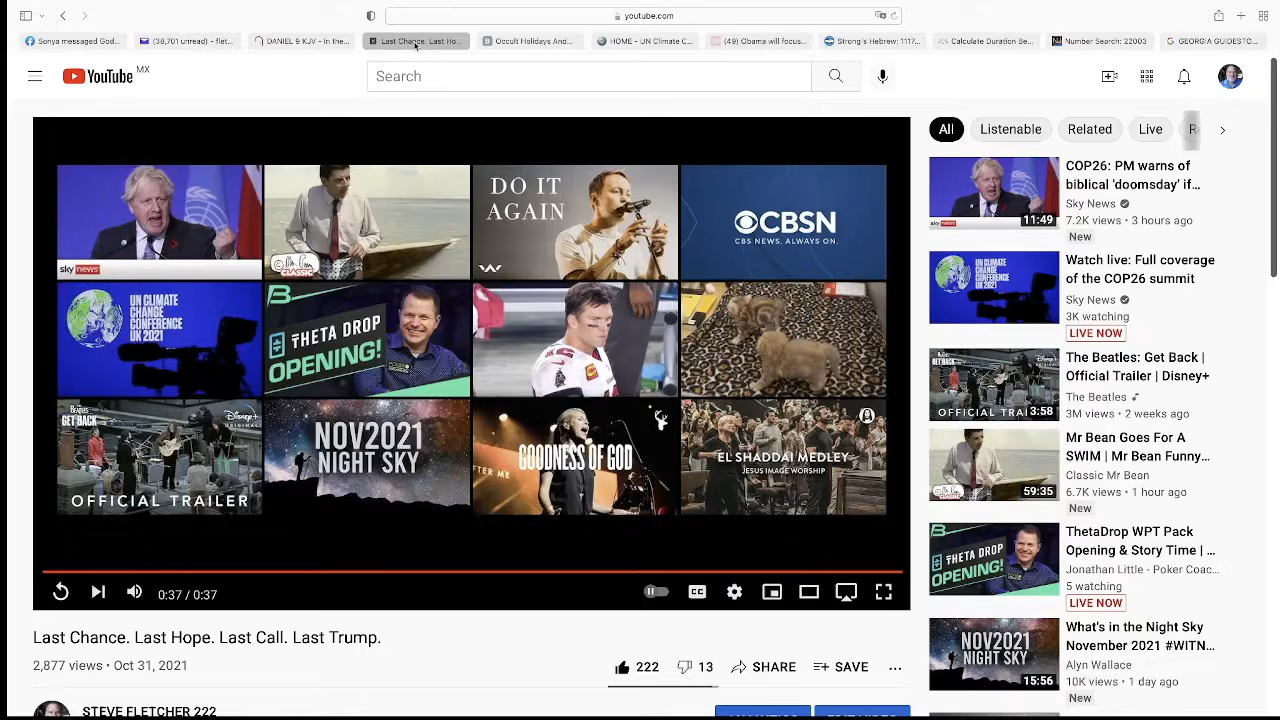 youtube.com
Sonya messaged God...
(38,701 unread) - flet...
DANIEL 9 KJV - In the...
Last Chance. Last Ho...
Occult Holidays And...
HOME - UN Climate C...
(49) Obama will focus...
Strong's Hebrew: 1117...
Calculate Duration Be...
Number Search: 22003
GEORGIA GUIDESTO...
YouTube MX
Search
All
Listenable
Related
Live
DO IT
AGAIN
CBSN
CBS NEWS, ALWAYS ON.
sky news
CLASSIC
UN CLIMATE
CHANGE
CONFERENCE
UK 2021
THETA DROP
OPENING!
THE BEATLES
GET BACK
Disney+
ORIGINAL
OFFICIAL TRAILER
NOV2021
NIGHT SKY
GOODNESS OF GOD
EL SHADDAI MEDLEY
JESUS IMAGE WORSHIP
0:37 / 0:37
CC
Last Chance. Last Hope. Last Call. Last Trump.
2,877 views • Oct 31, 2021
222
13
SHARE
SAVE
STEVE FLETCHER 222
COP26: PM warns of
biblical 'doomsday' if...
Sky News
7.2K views • 3 hours ago
New
11:49
Watch live: Full coverage
of the COP26 summit
Sky News
3K watching
LIVE NOW
The Beatles: Get Back |
Official Trailer | Disney+
The Beatles
3M views • 2 weeks ago
3:58
Mr Bean Goes For A
SWIM | Mr Bean Funny...
Classic Mr Bean
6.7K views • 1 hour ago
New
59:35
ThetaDrop WPT Pack
Opening & Story Time | ...
Jonathan Little - Poker Coac...
5 watching
LIVE NOW
What's in the Night Sky
November 2021 #WITN...
Alyn Wallace
10K views • 1 day ago
New
15:56